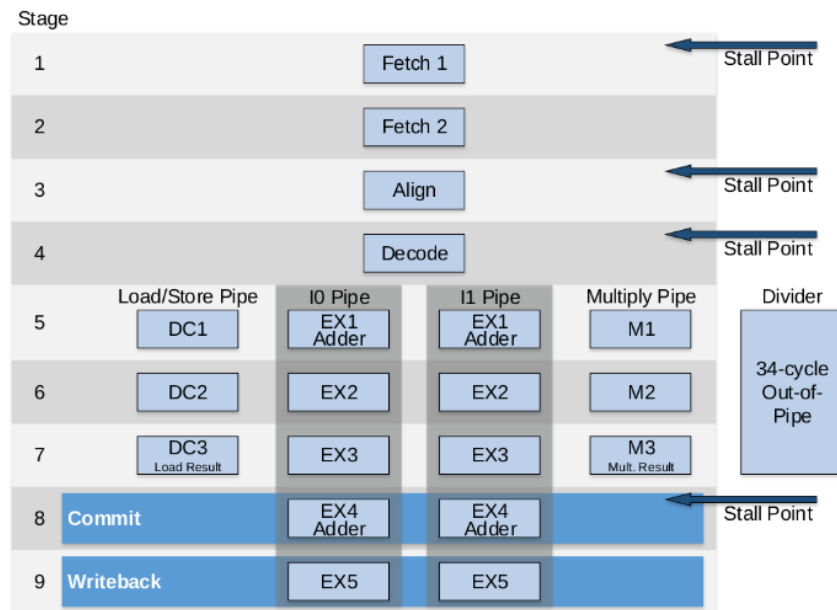 Stage
1
Fetch 1
Stall Point
2
Fetch 2
3
Align
Stall Point
4
Decode
Stall Point
Load/Store Pipe
I0 Pipe
I1 Pipe
Multiply Pipe
Divider
5
DC1
EX1
Adder
EX1
Adder
M1
34-cycle
Out-of-
Pipe
6
DC2
EX2
EX2
M2
7
DC3
Load Result
EX3
EX3
M3
Mult. Result
8
Commit
EX4
Adder
EX4
Adder
Stall Point
9
Writeback
EX5
EX5